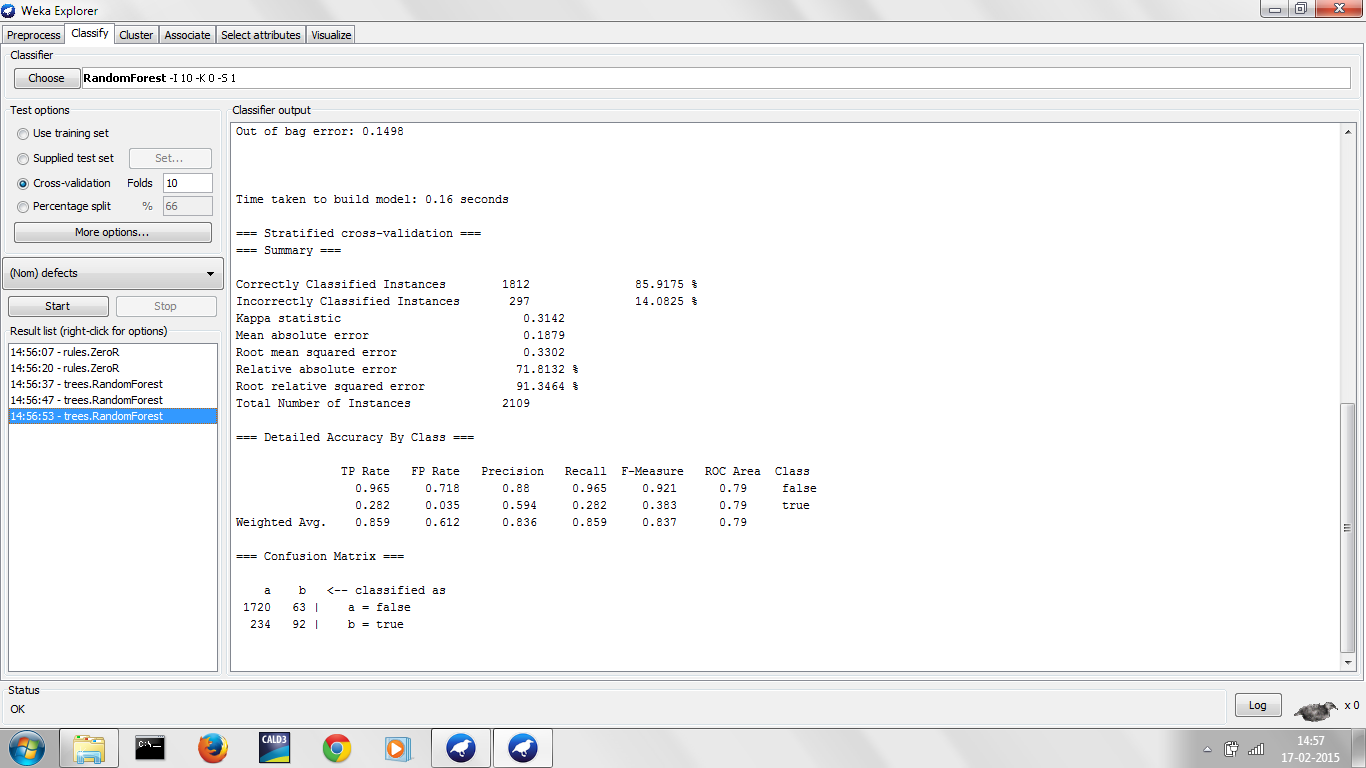 Weka Explorer
Preprocess Classify Cluster Associate Select attributes Visualize
Classifier
Choose RandomForest -I 10 -K 0 -S 1
Test options
Use training set
Supplied test set Set...
Cross-validation Folds 10
Percentage split % 66
More options...
(Nom) defects
Start Stop
Result list (right-click for options)
14:56:07 - rules.ZeroR
14:56:20 - rules.ZeroR
14:56:37 - trees.RandomForest
14:56:47 - trees.RandomForest
14:56:53 - trees.RandomForest
Classifier output
Out of bag error: 0.1498
Time taken to build model: 0.16 seconds
=== Stratified cross-validation ===
=== Summary ===
Correctly Classified Instances 1812 85.9175 %
Incorrectly Classified Instances 297 14.0825 %
Kappa statistic 0.3142
Mean absolute error 0.1879
Root mean squared error 0.3302
Relative absolute error 71.8132 %
Root relative squared error 91.3464 %
Total Number of Instances 2109
=== Detailed Accuracy By Class ===
TP Rate FP Rate Precision Recall F-Measure ROC Area Class
0.965 0.718 0.88 0.965 0.921 0.79 false
0.282 0.035 0.594 0.282 0.383 0.79 true
Weighted Avg. 0.859 0.612 0.836 0.859 0.837 0.79
=== Confusion Matrix ===
a b <-- classified as
1720 63 | a = false
234 92 | b = true
Status
OK
Log x 0
C:\_
CALD3
14:57
17-02-2015